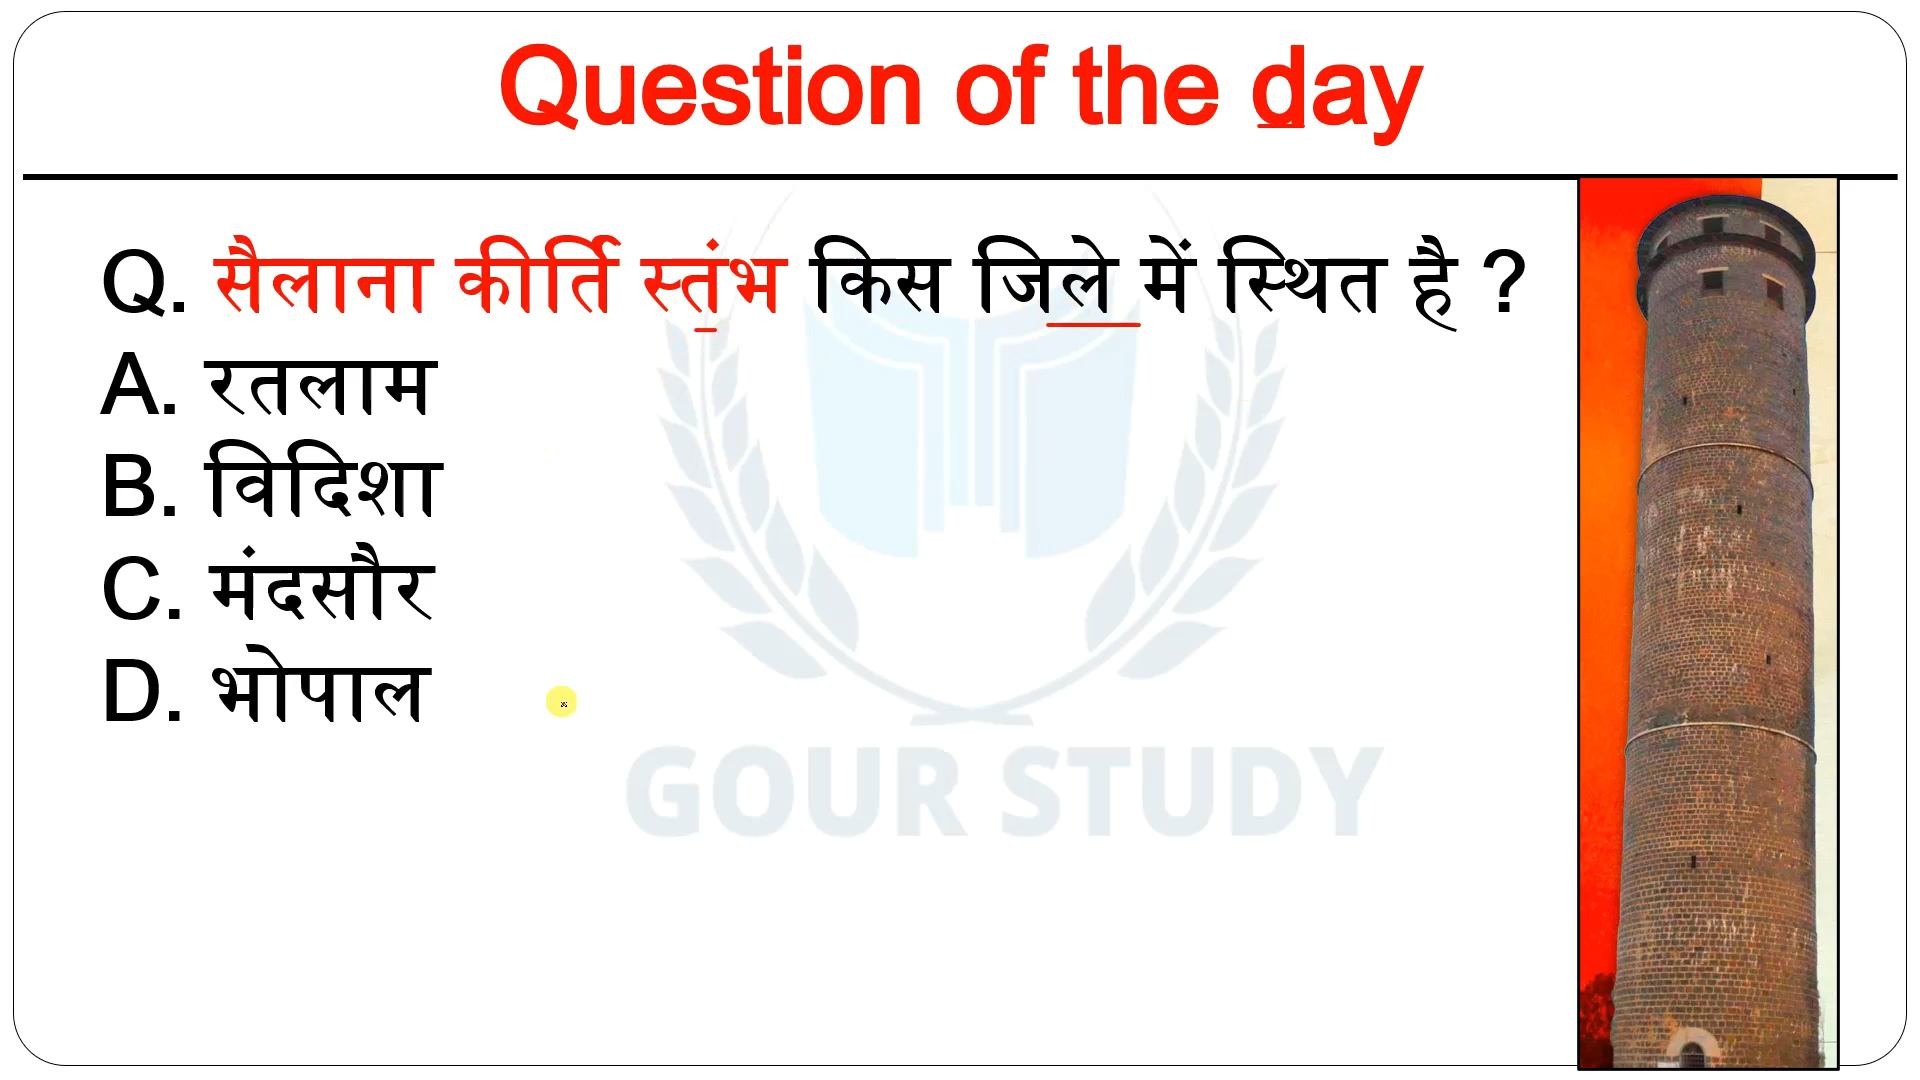 Question of the day
Q. सैलाना कीर्ति स्तंभ किस जिले में स्थित है ?
A. रतलाम
B. विदिशा
C. मंदसौर
D. भोपाल
GOUR STUDY